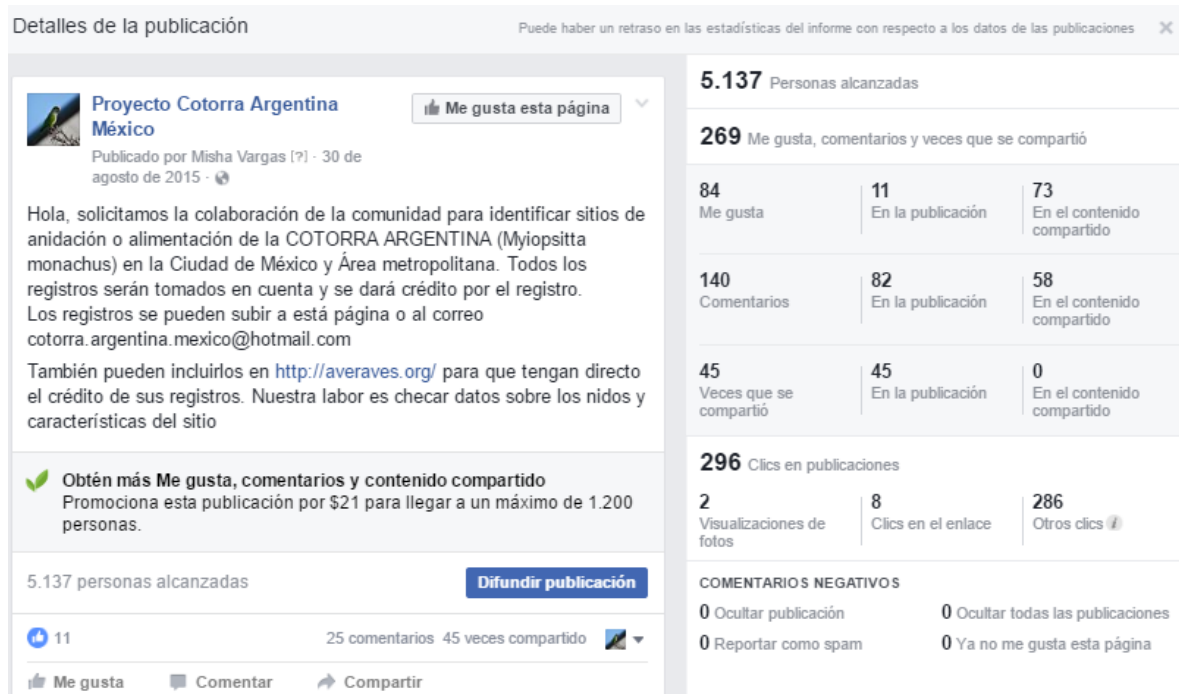 Detalles de la publicación
Puede haber un retraso en las estadísticas del informe con respecto a los datos de las publicaciones
Proyecto Cotorra Argentina
México
Me gusta esta página
Publicado por Misha Vargas [?] · 30 de
agosto de 2015 ·
Hola, solicitamos la colaboración de la comunidad para identificar sitios de
anidación o alimentación de la COTORRA ARGENTINA (Myiopsitta
monachus) en la Ciudad de México y Área metropolitana. Todos los
registros serán tomados en cuenta y se dará crédito por el registro.
Los registros se pueden subir a está página o al correo
cotorra.argentina.mexico@hotmail.com
También pueden incluirlos en http://averaves.org/ para que tengan directo
el crédito de sus registros. Nuestra labor es checar datos sobre los nidos y
características del sitio
Obtén más Me gusta, comentarios y contenido compartido
Promociona esta publicación por $21 para llegar a un máximo de 1.200
personas.
5.137 personas alcanzadas
Difundir publicación
11
25 comentarios 45 veces compartido
Me gusta Comentar Compartir
5.137 Personas alcanzadas
269 Me gusta, comentarios y veces que se compartió
84 11 73
Me gusta En la publicación En el contenido
compartido
140 82 58
Comentarios En la publicación En el contenido
compartido
45 45 0
Veces que se En la publicación En el contenido
compartió compartido
296 Clics en publicaciones
2 8 286
Visualizaciones de Clics en el enlace Otros clics i
fotos
COMENTARIOS NEGATIVOS
0 Ocultar publicación 0 Ocultar todas las publicaciones
0 Reportar como spam 0 Ya no me gusta esta página